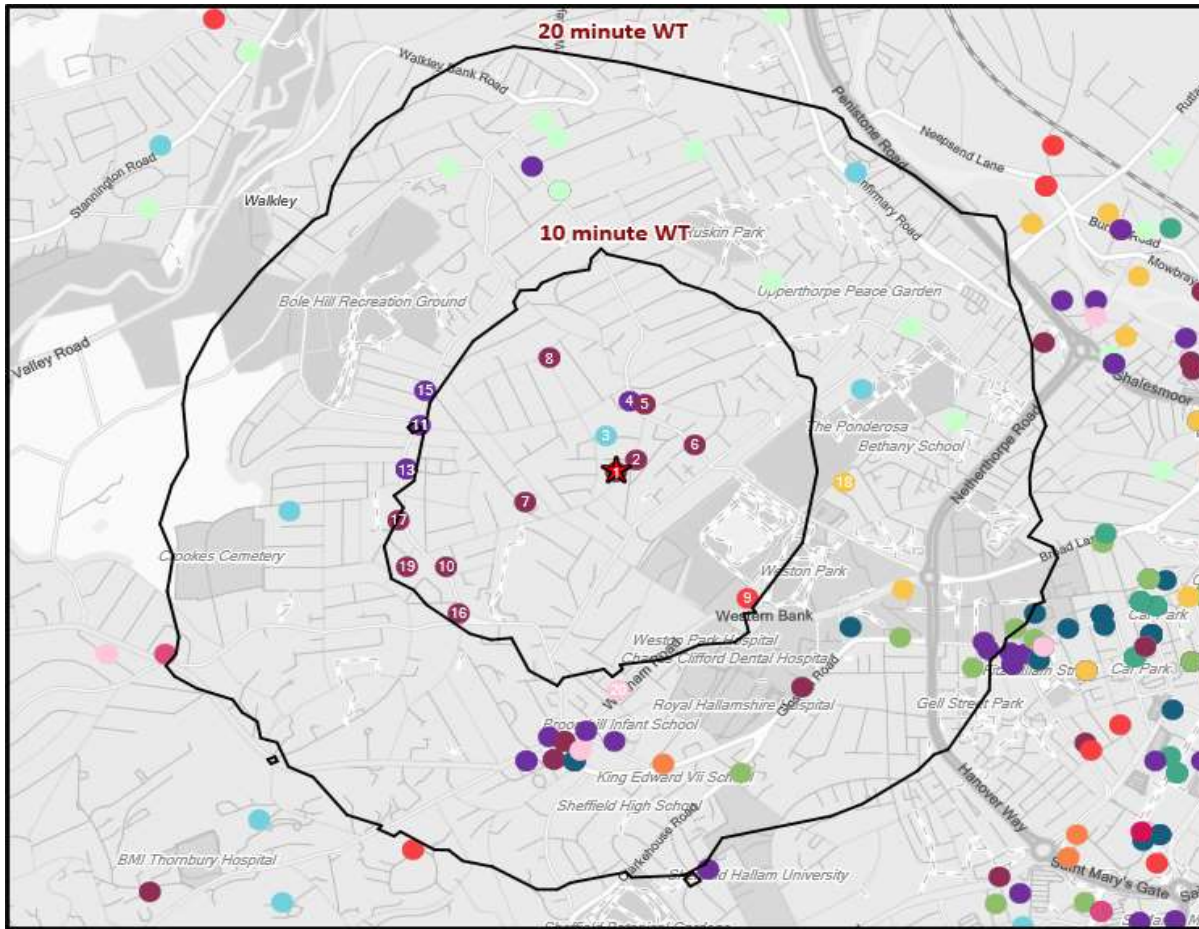 20 minute WT
Walkley Bank Road
Penistone Road
Neepsend Lane
Stannington Road
Walkley
Infirmary Road
10 minute WT
Ruskin Park
Road
Mowbray
Bole Hill Recreation Ground
Upperthorpe Peace Garden
Valley Road
Shalesmoor
8
15
4
5
11
The Ponderosa
3
6
Bethany School
Netherthorpe Road
13
2
1
18
7
17
Crookes Cemetery
Broad Lane
19
10
Weston Park
9
16
Western Bank
Car Park
Weston Park Hospital
Charles Clifford Dental Hospital
Car Park
Royal Hallamshire Hospital
Gell Street Park
Broomhill Infant School
King Edward Vii School
Hanover Way
Sheffield High School
BMI Thornbury Hospital
Saint Mary's Gate
Sheffield Hallam University
Sheffield Botanical Gardens